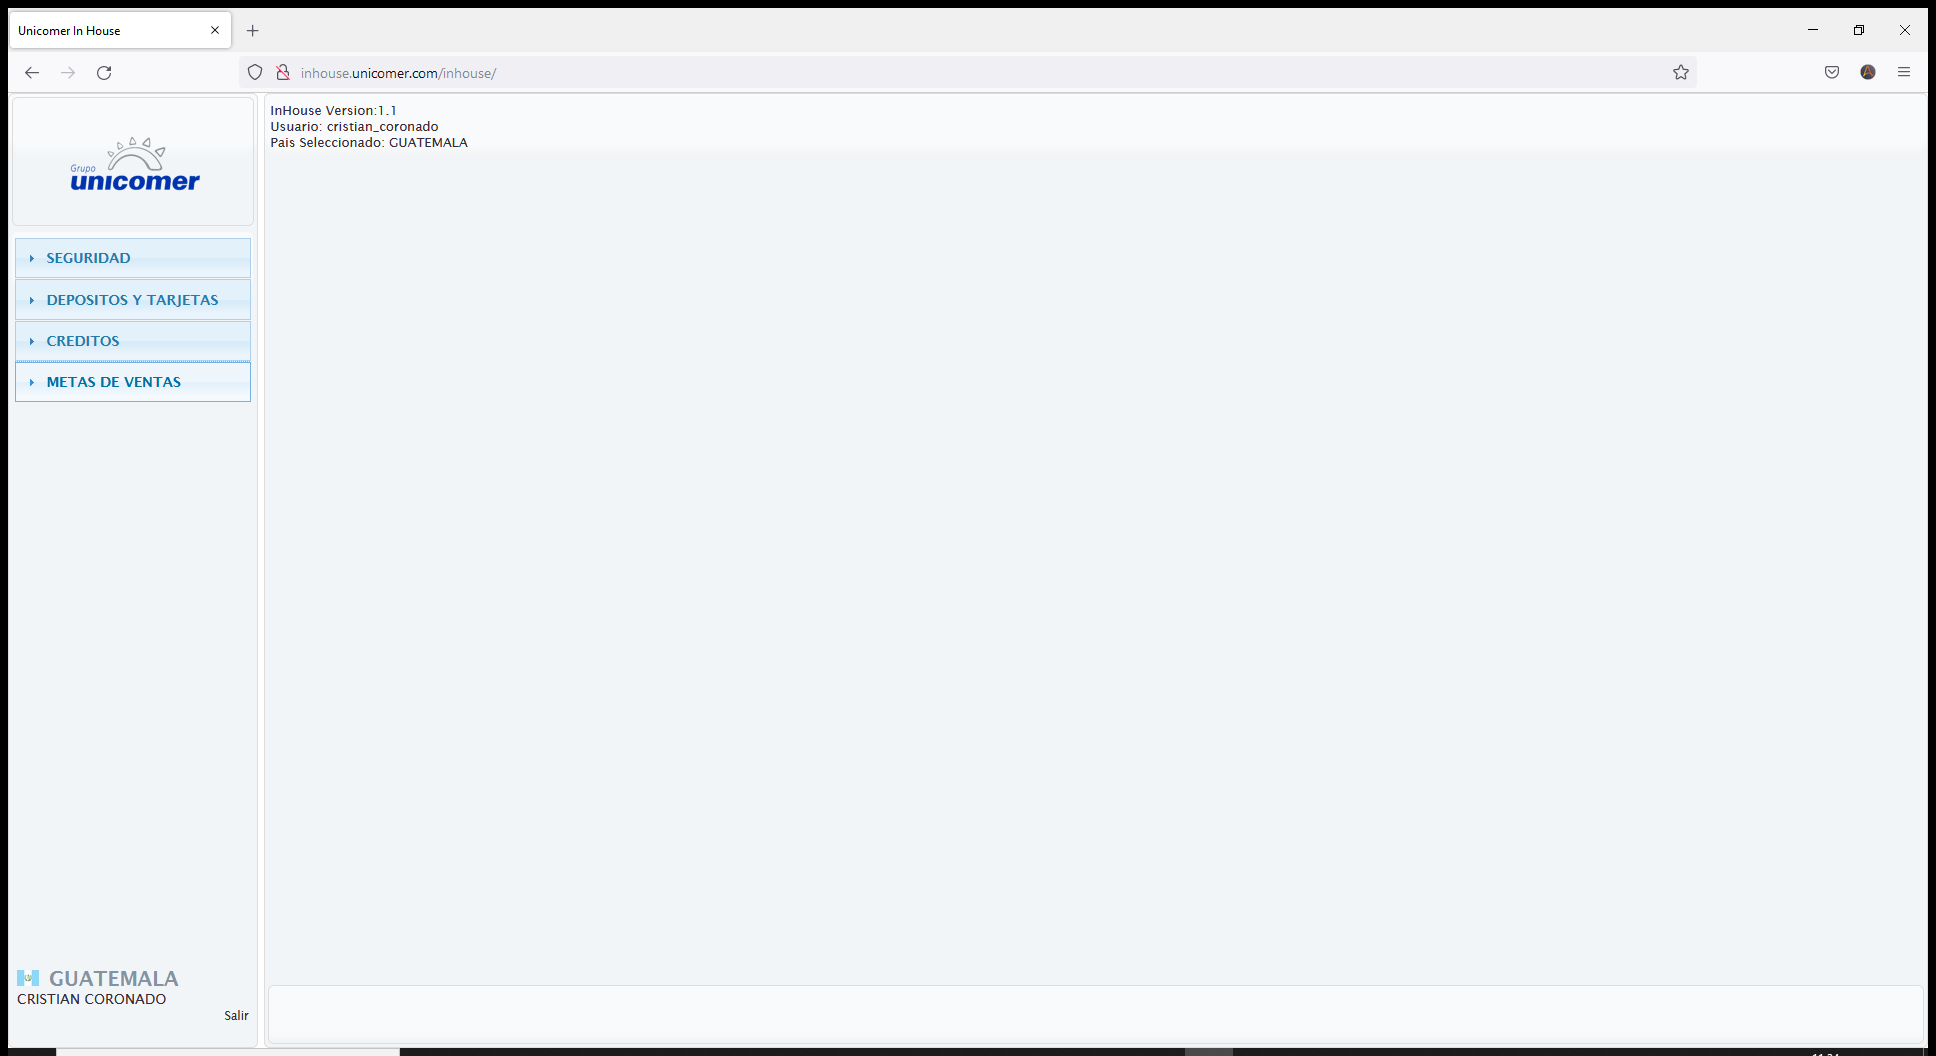 Unicomer In House
inhouse.unicomer.com/inhouse/
Grupo
unicomer
SEGURIDAD
DEPOSITOS Y TARJETAS
CREDITOS
METAS DE VENTAS
GUATEMALA
CRISTIAN CORONADO
Salir
InHouse Version:1.1
Usuario: cristian_coronado
Pais Seleccionado: GUATEMALA